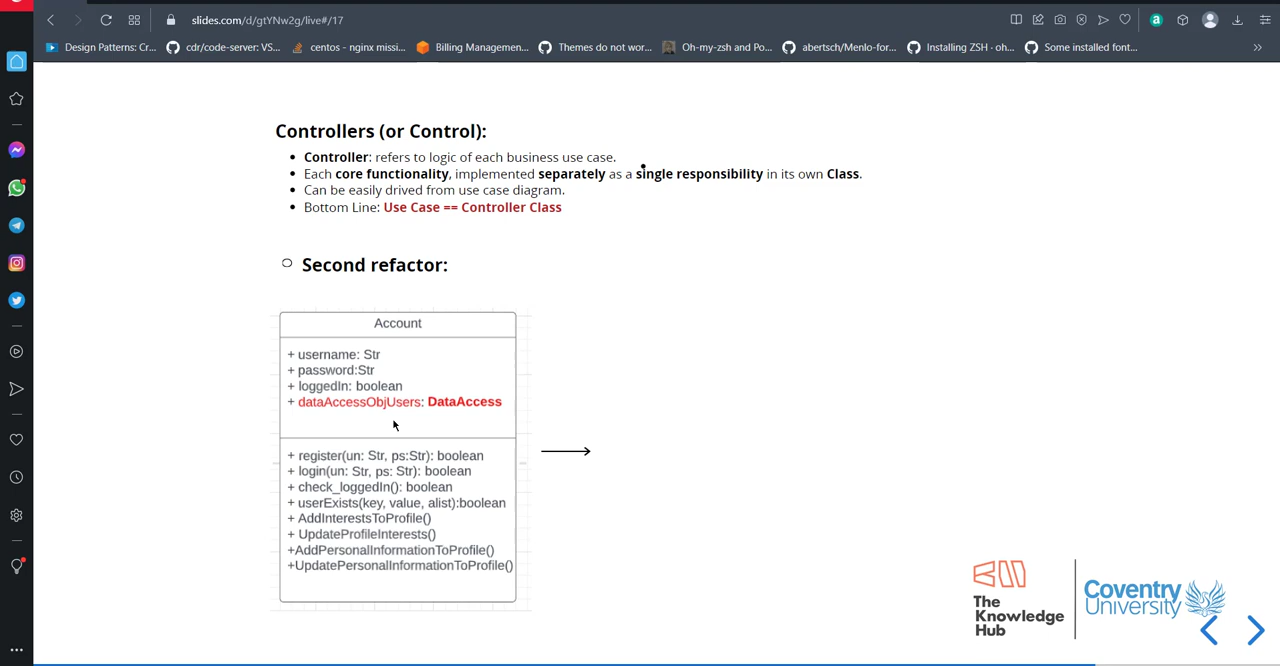 slides.com/d/gtYNw2g/live#/17
Design Patterns: Cr...
cdr/code-server: VS...
centos - nginx missi...
Billing Managemen...
Themes do not wor...
Oh-my-zsh and Po...
abertsch/Menlo-for...
Installing ZSH · oh...
Some installed font...
Controllers (or Control):
Controller: refers to logic of each business use case.
Each core functionality, implemented separately as a single responsibility in its own Class.
Can be easily drived from use case diagram.
Bottom Line: Use Case == Controller Class
Second refactor:
Account
+ username: Str
+ password:Str
+ loggedIn: boolean
+ dataAccessObjUsers: DataAccess
+ register(un: Str, ps:Str): boolean
+ login(un: Str, ps: Str): boolean
+ check_loggedIn(): boolean
+ userExists(key, value, alist):boolean
+ AddInterestsToProfile()
+ UpdateProfileInterests()
+AddPersonalInformationToProfile()
+UpdatePersonalInformationToProfile()
The
Knowledge
Hub
Coventry
University